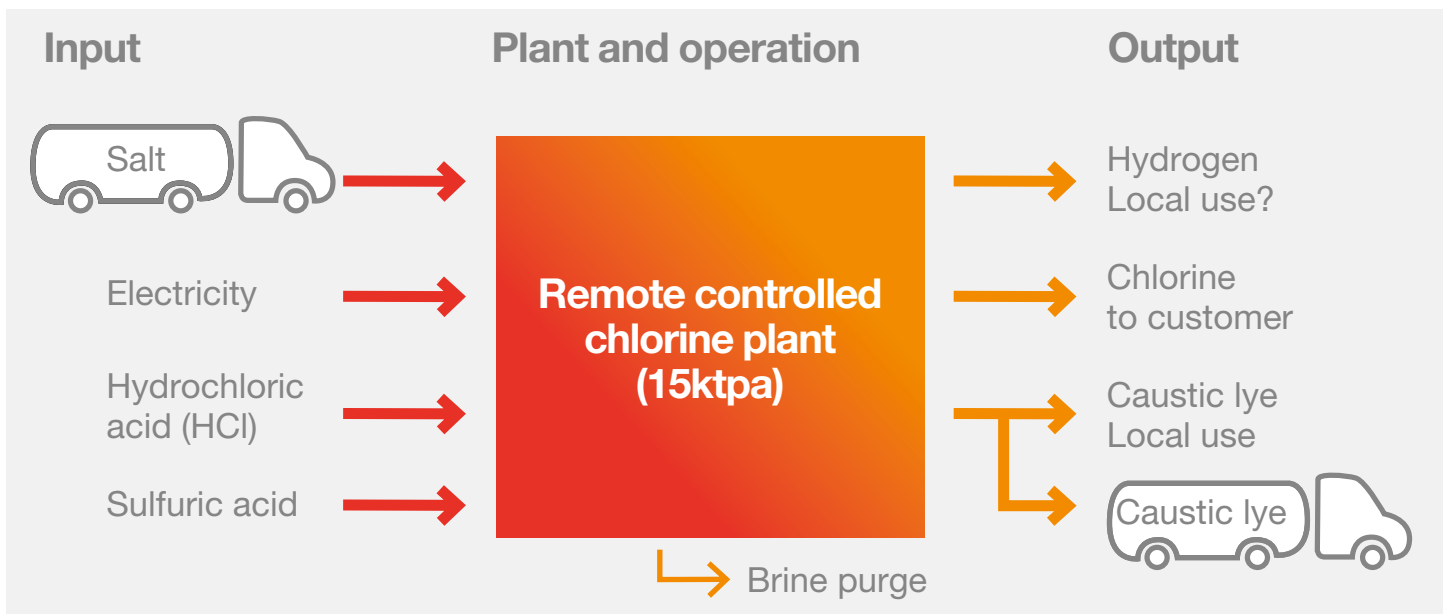 Input
Plant and operation
Output
Salt
Electricity
Hydrochloric
acid (HCl)
Sulfuric acid
Remote controlled
chlorine plant
(15ktpa)
Brine purge
Hydrogen
Local use?
Chlorine
to customer
Caustic lye
Local use
Caustic lye